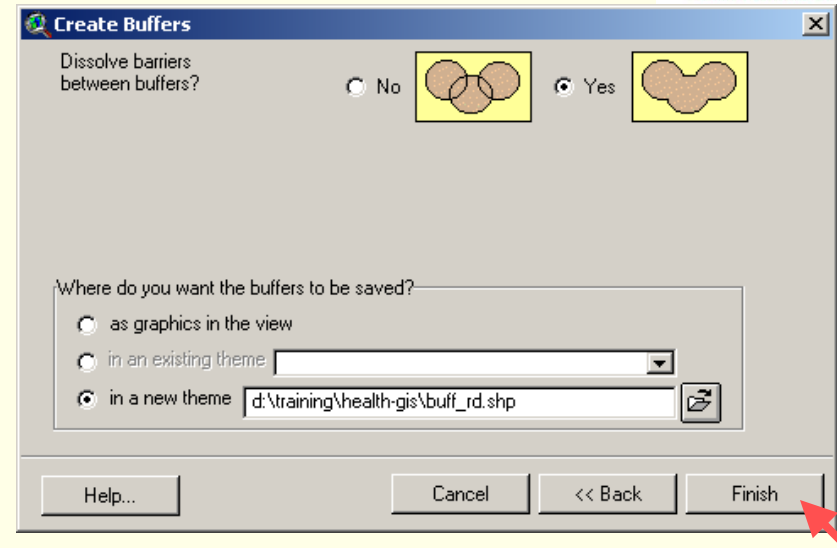 Create Buffers
Dissolve barriers
between buffers?
No
Yes
Where do you want the buffers to be saved?
as graphics in the view
in an existing theme
in a new theme
d:\training\health-gis\buff_rd.shp
Help...
Cancel
<< Back
Finish